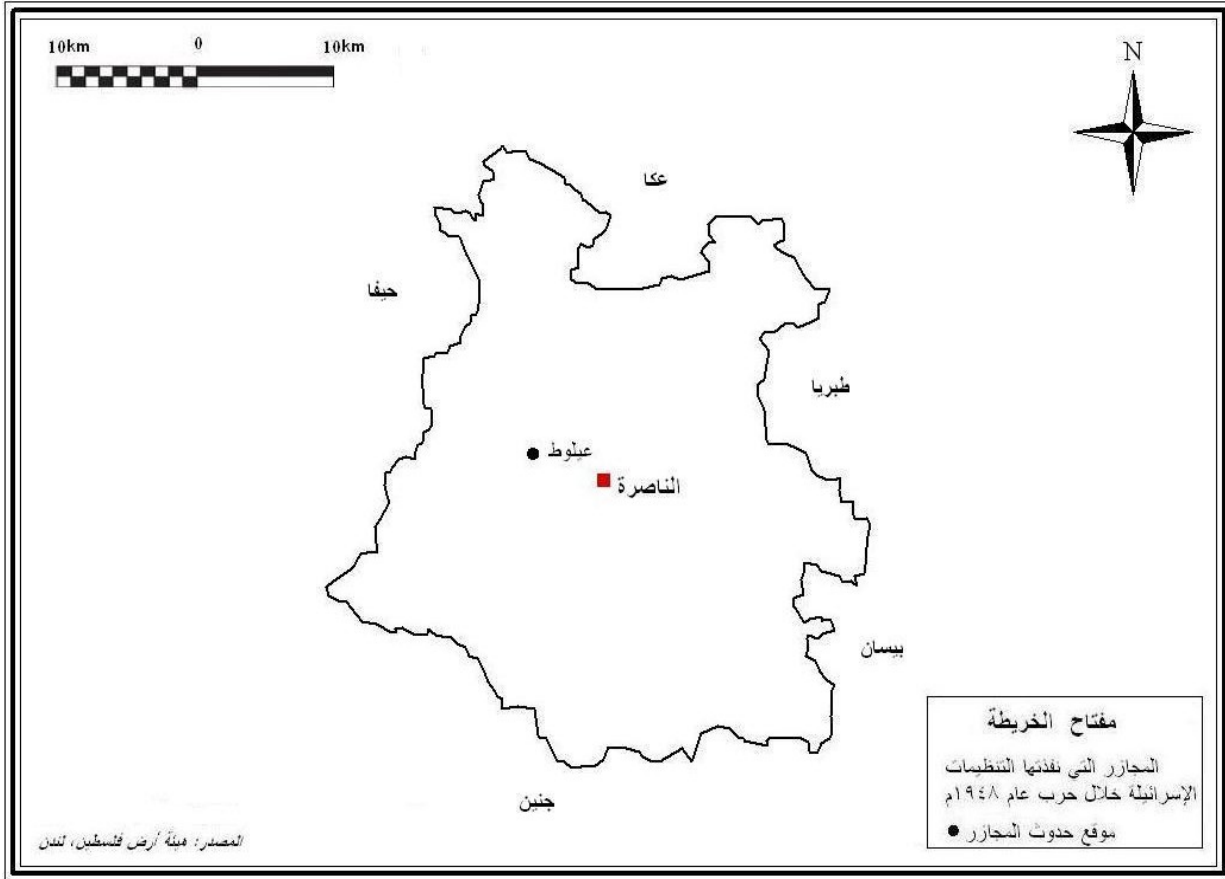 10km 0 10km
N
عكا
حيفا
طبريا
عيلوط
الناصرة
بيسان
جنين
مفتاح الخريطة
المجازر التي نفذتها التنظيمات
الإسرائيلة خلال حرب عام ١٩٤٨م
موقع حدوث المجازر
المصدر: هيئة أرض فلسطين، لندن